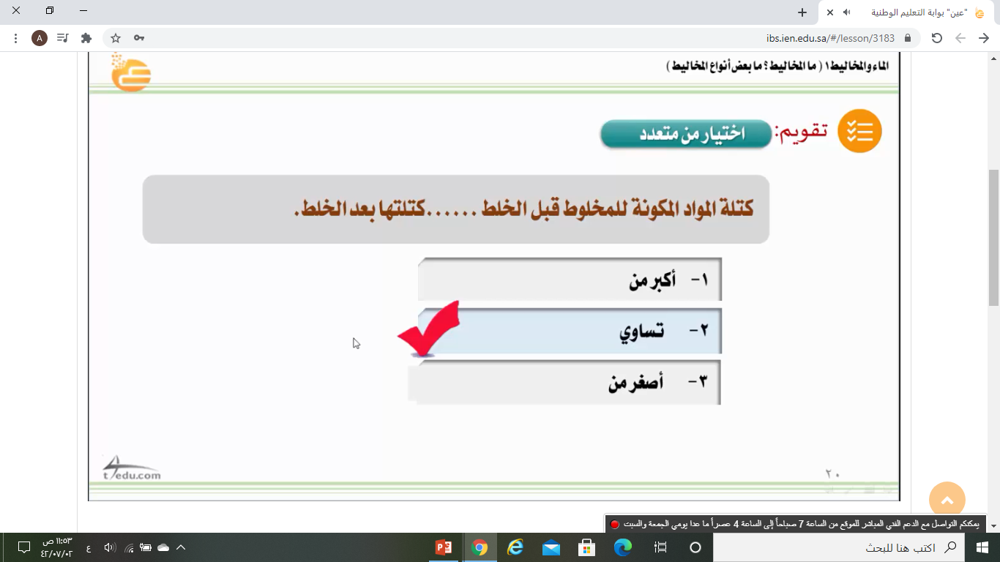 "عين" بوابة التعليم الوطنية
ibs.ien.edu.sa/#/lesson/3183
A
الماء والمخاليط١ ( ما المخاليط؟ ما بعض أنواع المخاليط )
تقويم:
اختيار من متعدد
كتلة المواد المكونة للمخلوط قبل الخلط ......كتلتها بعد الخلط.
١- أكبر من
٢- تساوي
٣- أصغر من
t4edu.com
٢٠
يمكنكم التواصل مع الدعم الفني المباشر للموقع من الساعة 7 صباحاً إلى الساعة 4 عصراً ما عدا يومي الجمعة والسبت
اكتب هنا للبحث
ع
١١:٥٣ ص
٤٢/٠٧/٠٢